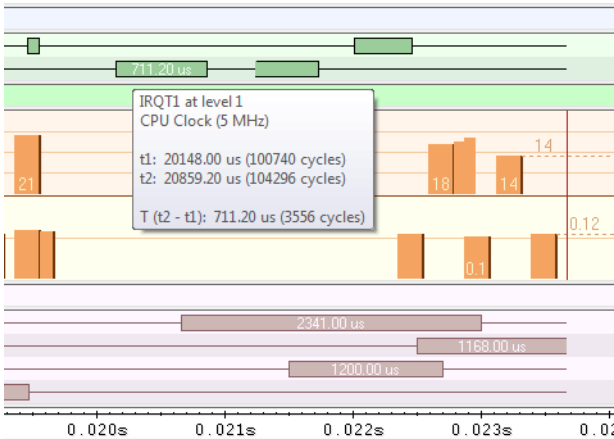 711.20 us
IRQT1 at level 1
CPU Clock (5 MHz)
t1: 20148.00 us (100740 cycles)
t2: 20859.20 us (104296 cycles)
T (t2 - t1): 711.20 us (3556 cycles)
14
21
18
14
0.12
0.1
2341.00 us
1168.00 us
1200.00 us
0.020s 0.021s 0.022s 0.023s 0.02